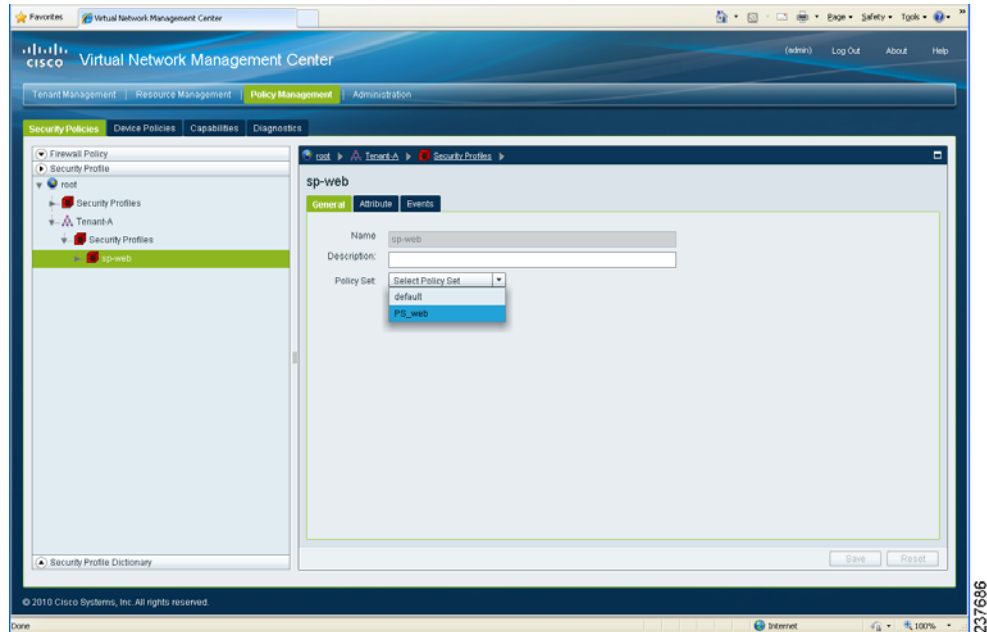 Favorites
Virtual Network Management Center
Page
Safety
Tools
CISCO
Virtual Network Management Center
(admin)
Log Out
About
Help
Tenant Management | Resource Management | Policy Management | Administration
Security Policies
Device Policies
Capabilities
Diagnostics
Firewall Policy
Security Profile
root
Security Profiles
Tenant-A
Security Profiles
sp-web
Security Profile Dictionary
root
Tenant-A
Security Profiles
sp-web
General
Attribute
Events
Name
sp-web
Description:
Policy Set:
Select Policy Set
default
PS_web
Save
Reset
© 2010 Cisco Systems, Inc. All rights reserved.
Done
Internet
100%
237686